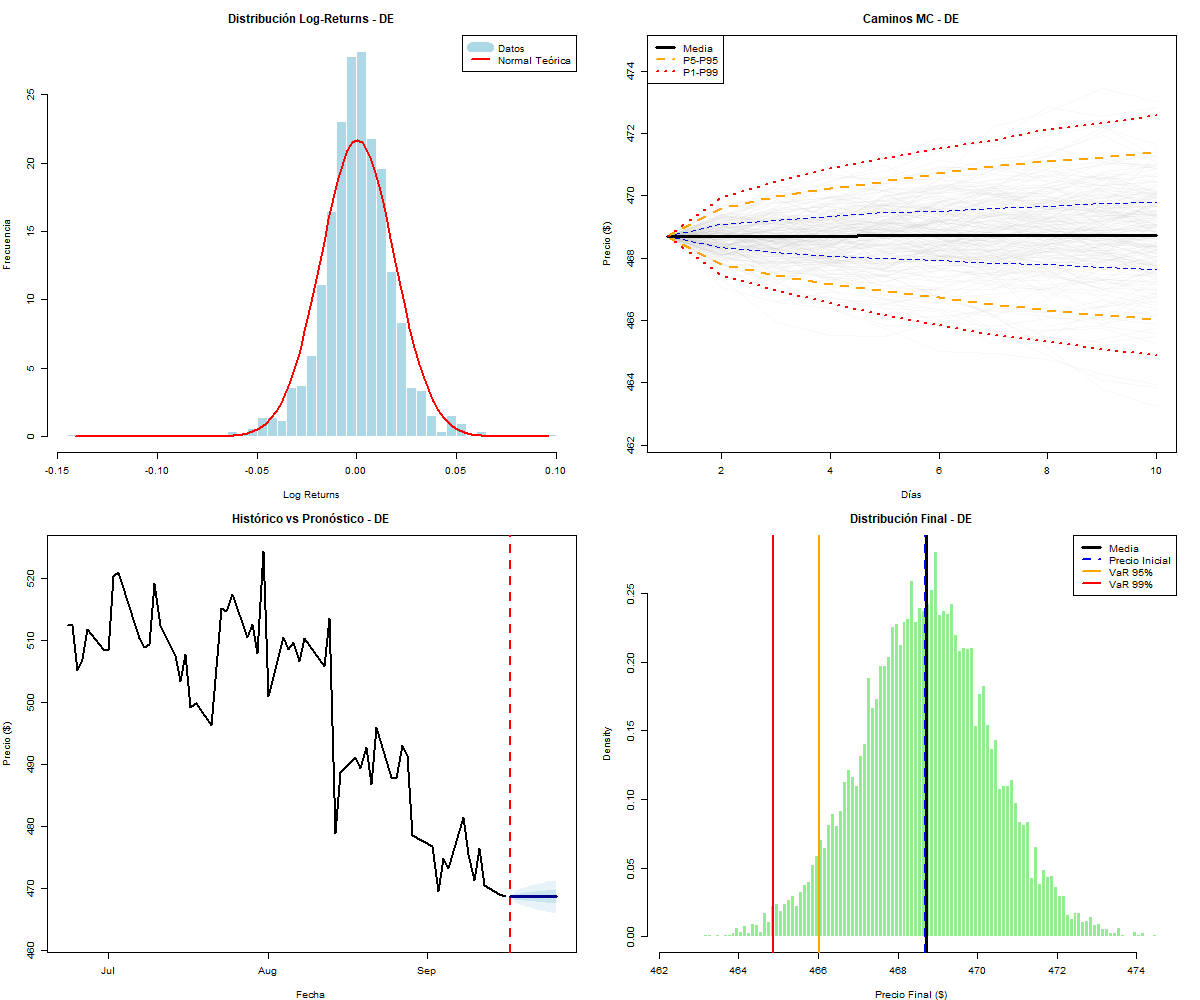 Distribución Log-Returns - DE
Datos
Normal Teórica
Frecuencia
0
5
10
15
20
25
-0.15
-0.10
-0.05
0.00
0.05
0.10
Log Returns
Caminos MC - DE
Media
P5-P95
P1-P99
Precio ($)
462
464
466
468
470
472
474
2
4
6
8
10
Días
Histórico vs Pronóstico - DE
Precio ($)
460
470
480
490
500
510
520
Jul
Aug
Sep
Fecha
Distribución Final - DE
Media
Precio Inicial
VaR 95%
VaR 99%
Density
0.00
0.05
0.10
0.15
0.20
0.25
462
464
466
468
470
472
474
Precio Final ($)